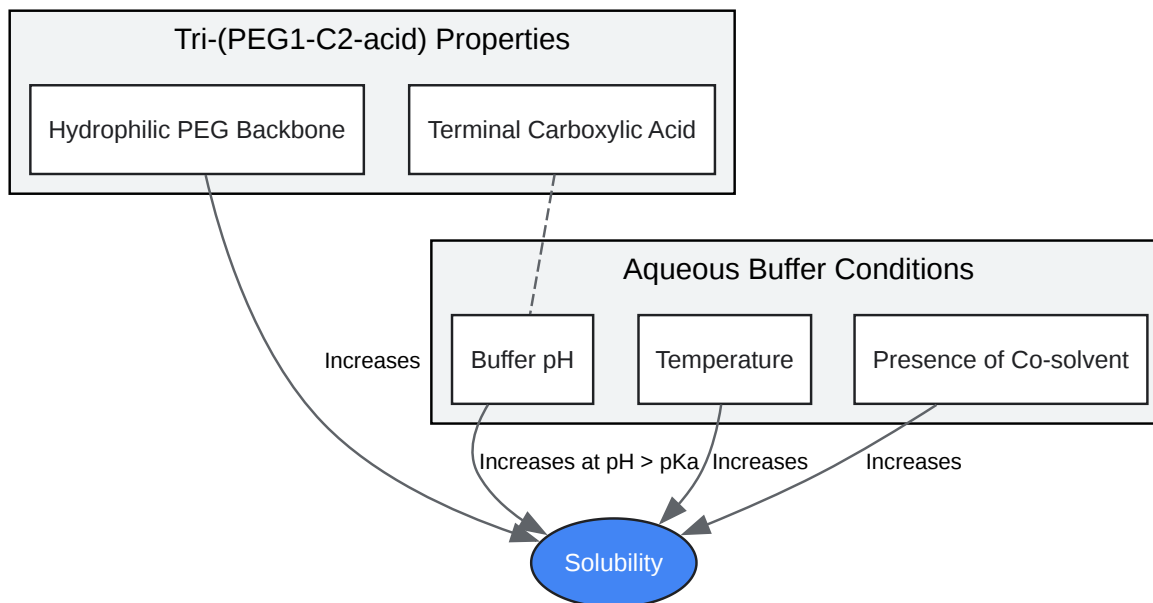 Tri-(PEG1-C2-acid) Properties
Hydrophilic PEG Backbone
Terminal Carboxylic Acid
Aqueous Buffer Conditions
Buffer pH
Temperature
Presence of Co-solvent
Increases
Increases at pH > pKa
Increases
Increases
Solubility